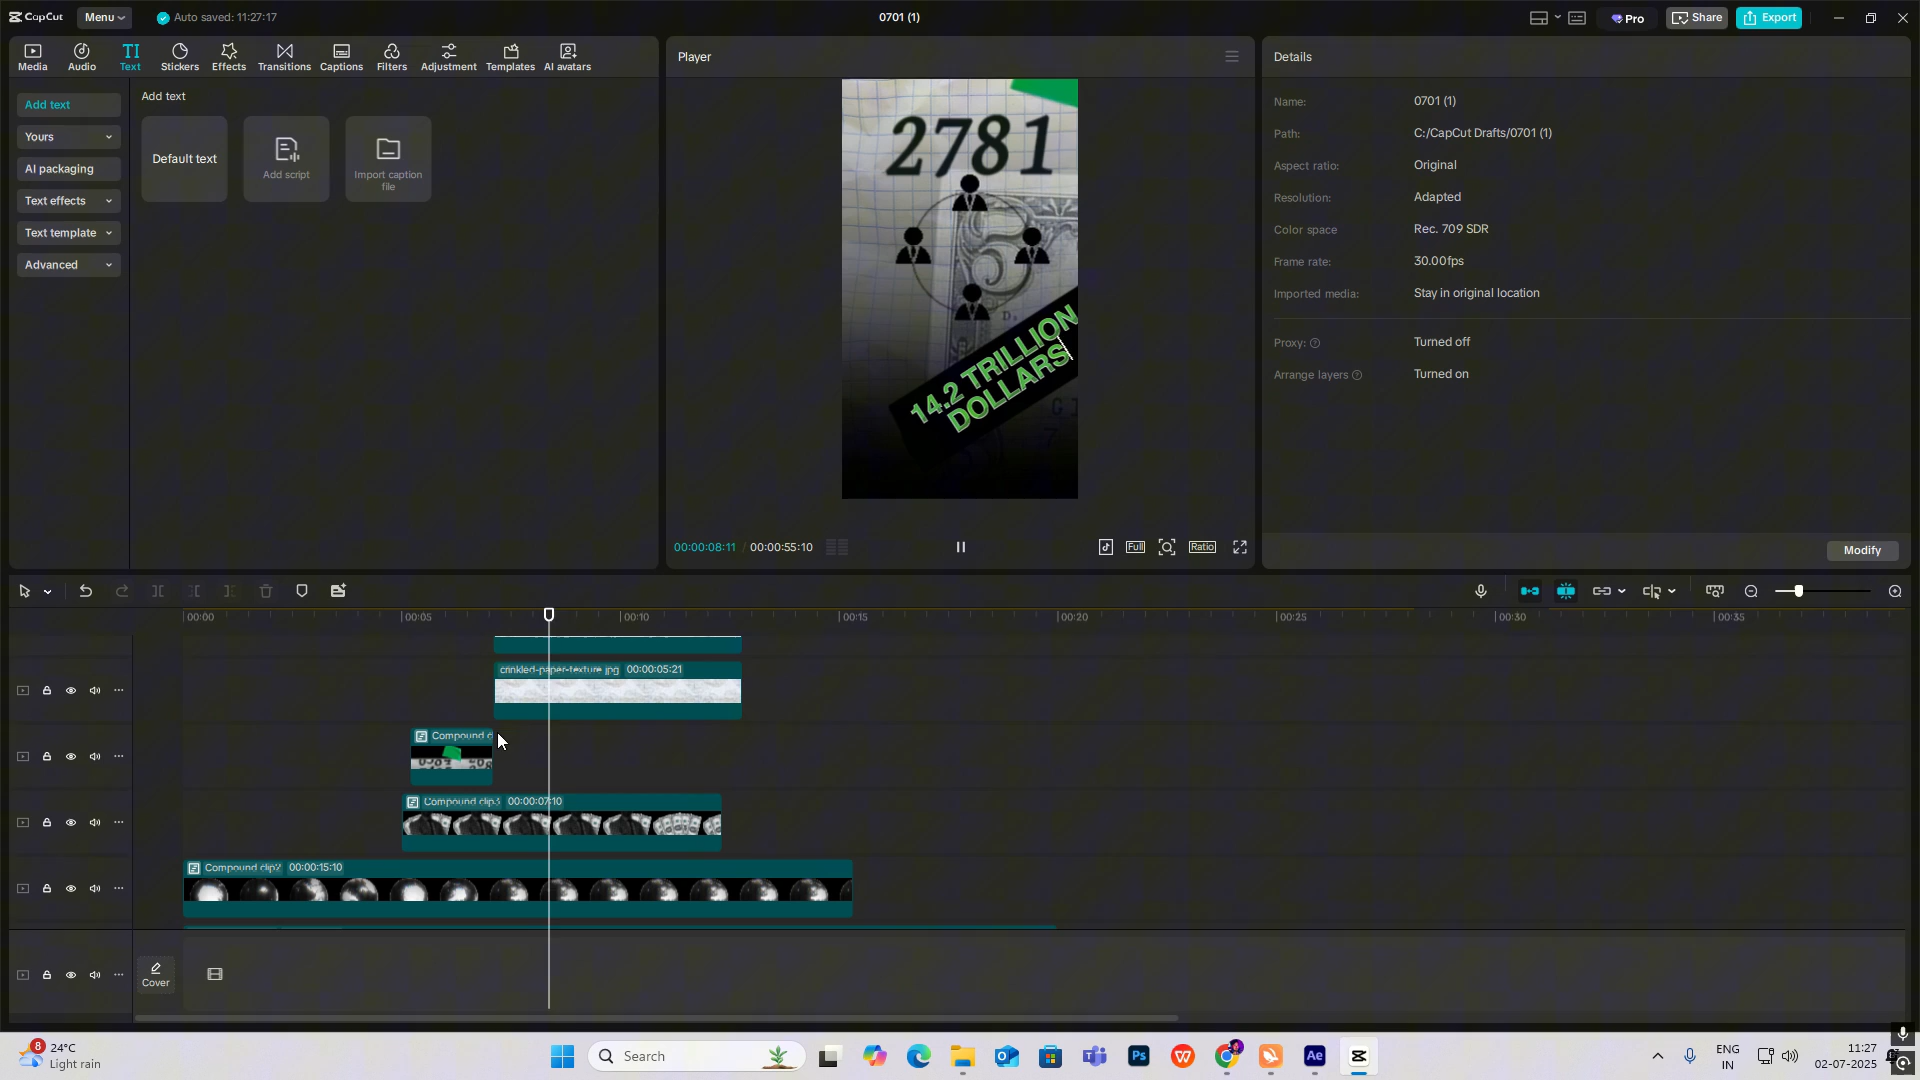 CapCut
Menu
Auto saved: 11:27:17
0701 (1)
Pro
Share
Export
Media
Audio
Text
Stickers
Effects
Transitions
Captions
Filters
Adjustment
Templates
AI avatars
Add text
Yours
AI packaging
Text effects
Text template
Advanced
Add text
Default text
Add script
Import caption
file
Player
2781
14.2 TRILLION
DOLLARS
00:00:08:11 / 00:00:55:10
Full
Ratio
Details
Name: 0701 (1)
Path: C:/CapCut Drafts/0701 (1)
Aspect ratio: Original
Resolution: Adapted
Color space Rec. 709 SDR
Frame rate: 30.00fps
Imported media: Stay in original location
Proxy: Turned off
Arrange layers Turned on
Modify
00:00
00:05
00:10
00:15
00:20
00:25
00:30
00:35
crinkled-paper-texture.jpg 00:00:05:21
Compound c
Compound clip3 00:00:07:10
Compound clip2 00:00:15:10
Cover
8
24°C
Light rain
Search
Ps
Ae
ENG
IN
11:27
02-07-2025